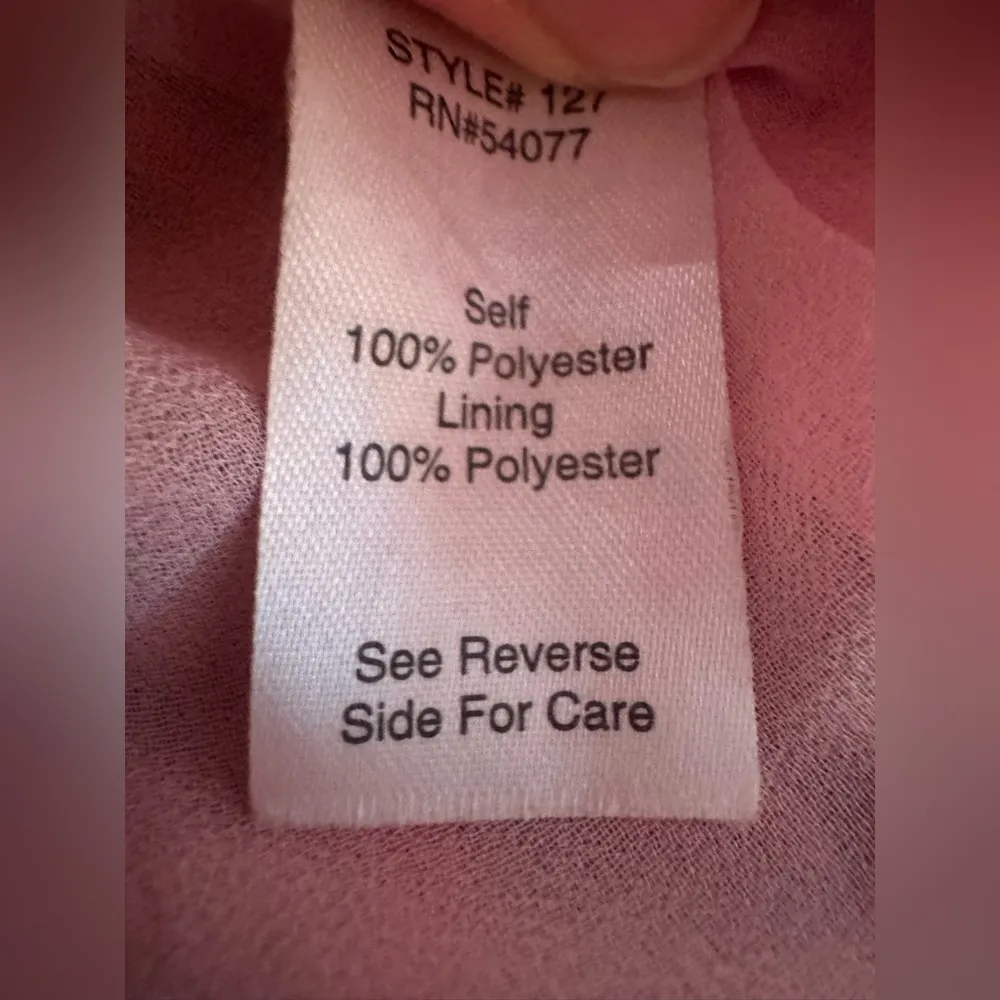 STYLE# 127
RN#54077
Self
100% Polyester
Lining
100% Polyester
See Reverse
Side For Care